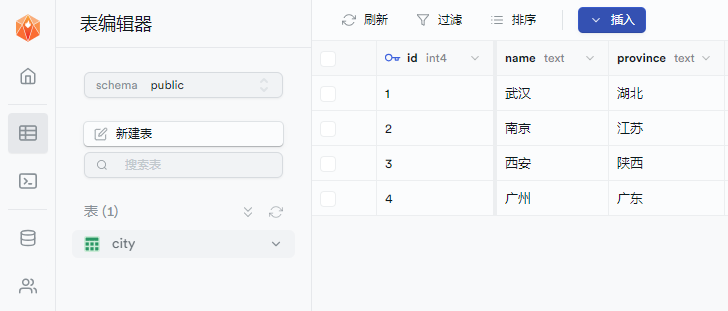 表编辑器
schema public
新建表
搜索表
表 (1)
city
刷新 过滤 排序 插入
id int4 name text province text
1 武汉 湖北
2 南京 江苏
3 西安 陕西
4 广州 广东